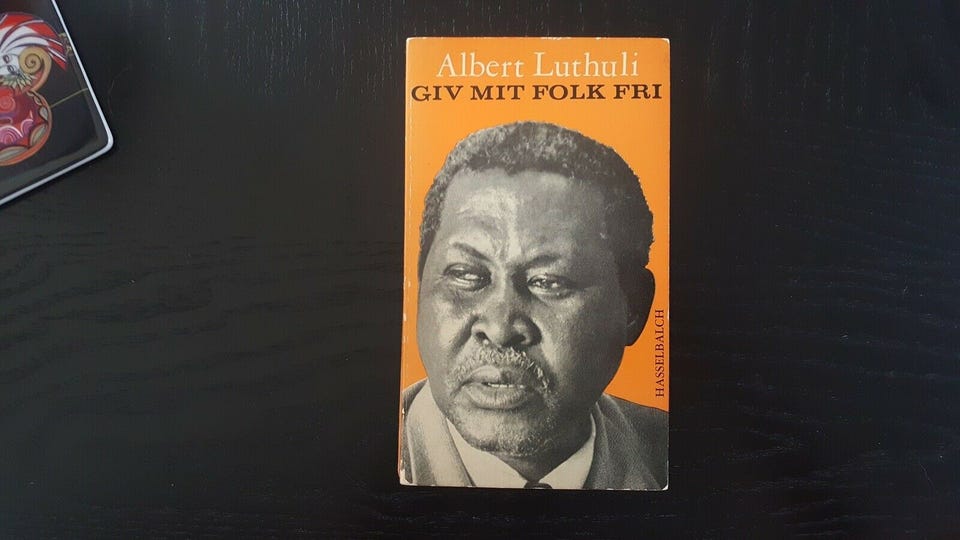 Albert Luthuli
GIV MIT FOLK FRI
HASSELBALCH